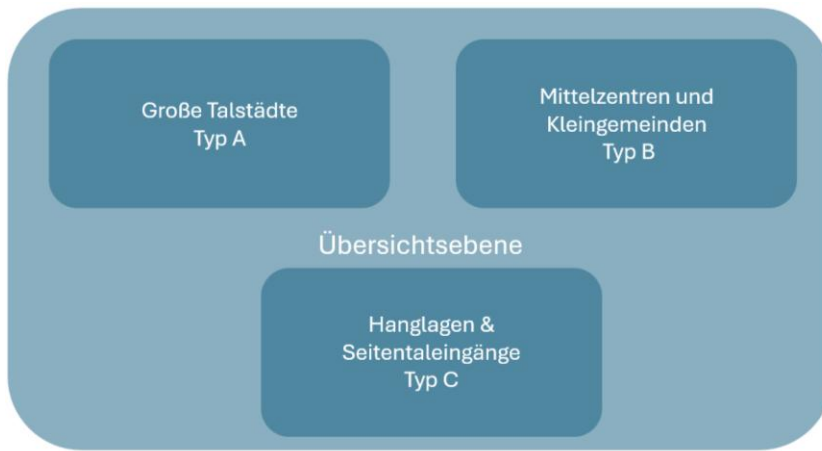 Große Talstädte
Typ A
Mittelzentren und
Kleingemeinden
Typ B
Übersichtsebene
Hanglagen &
Seitentaleingänge
Typ C